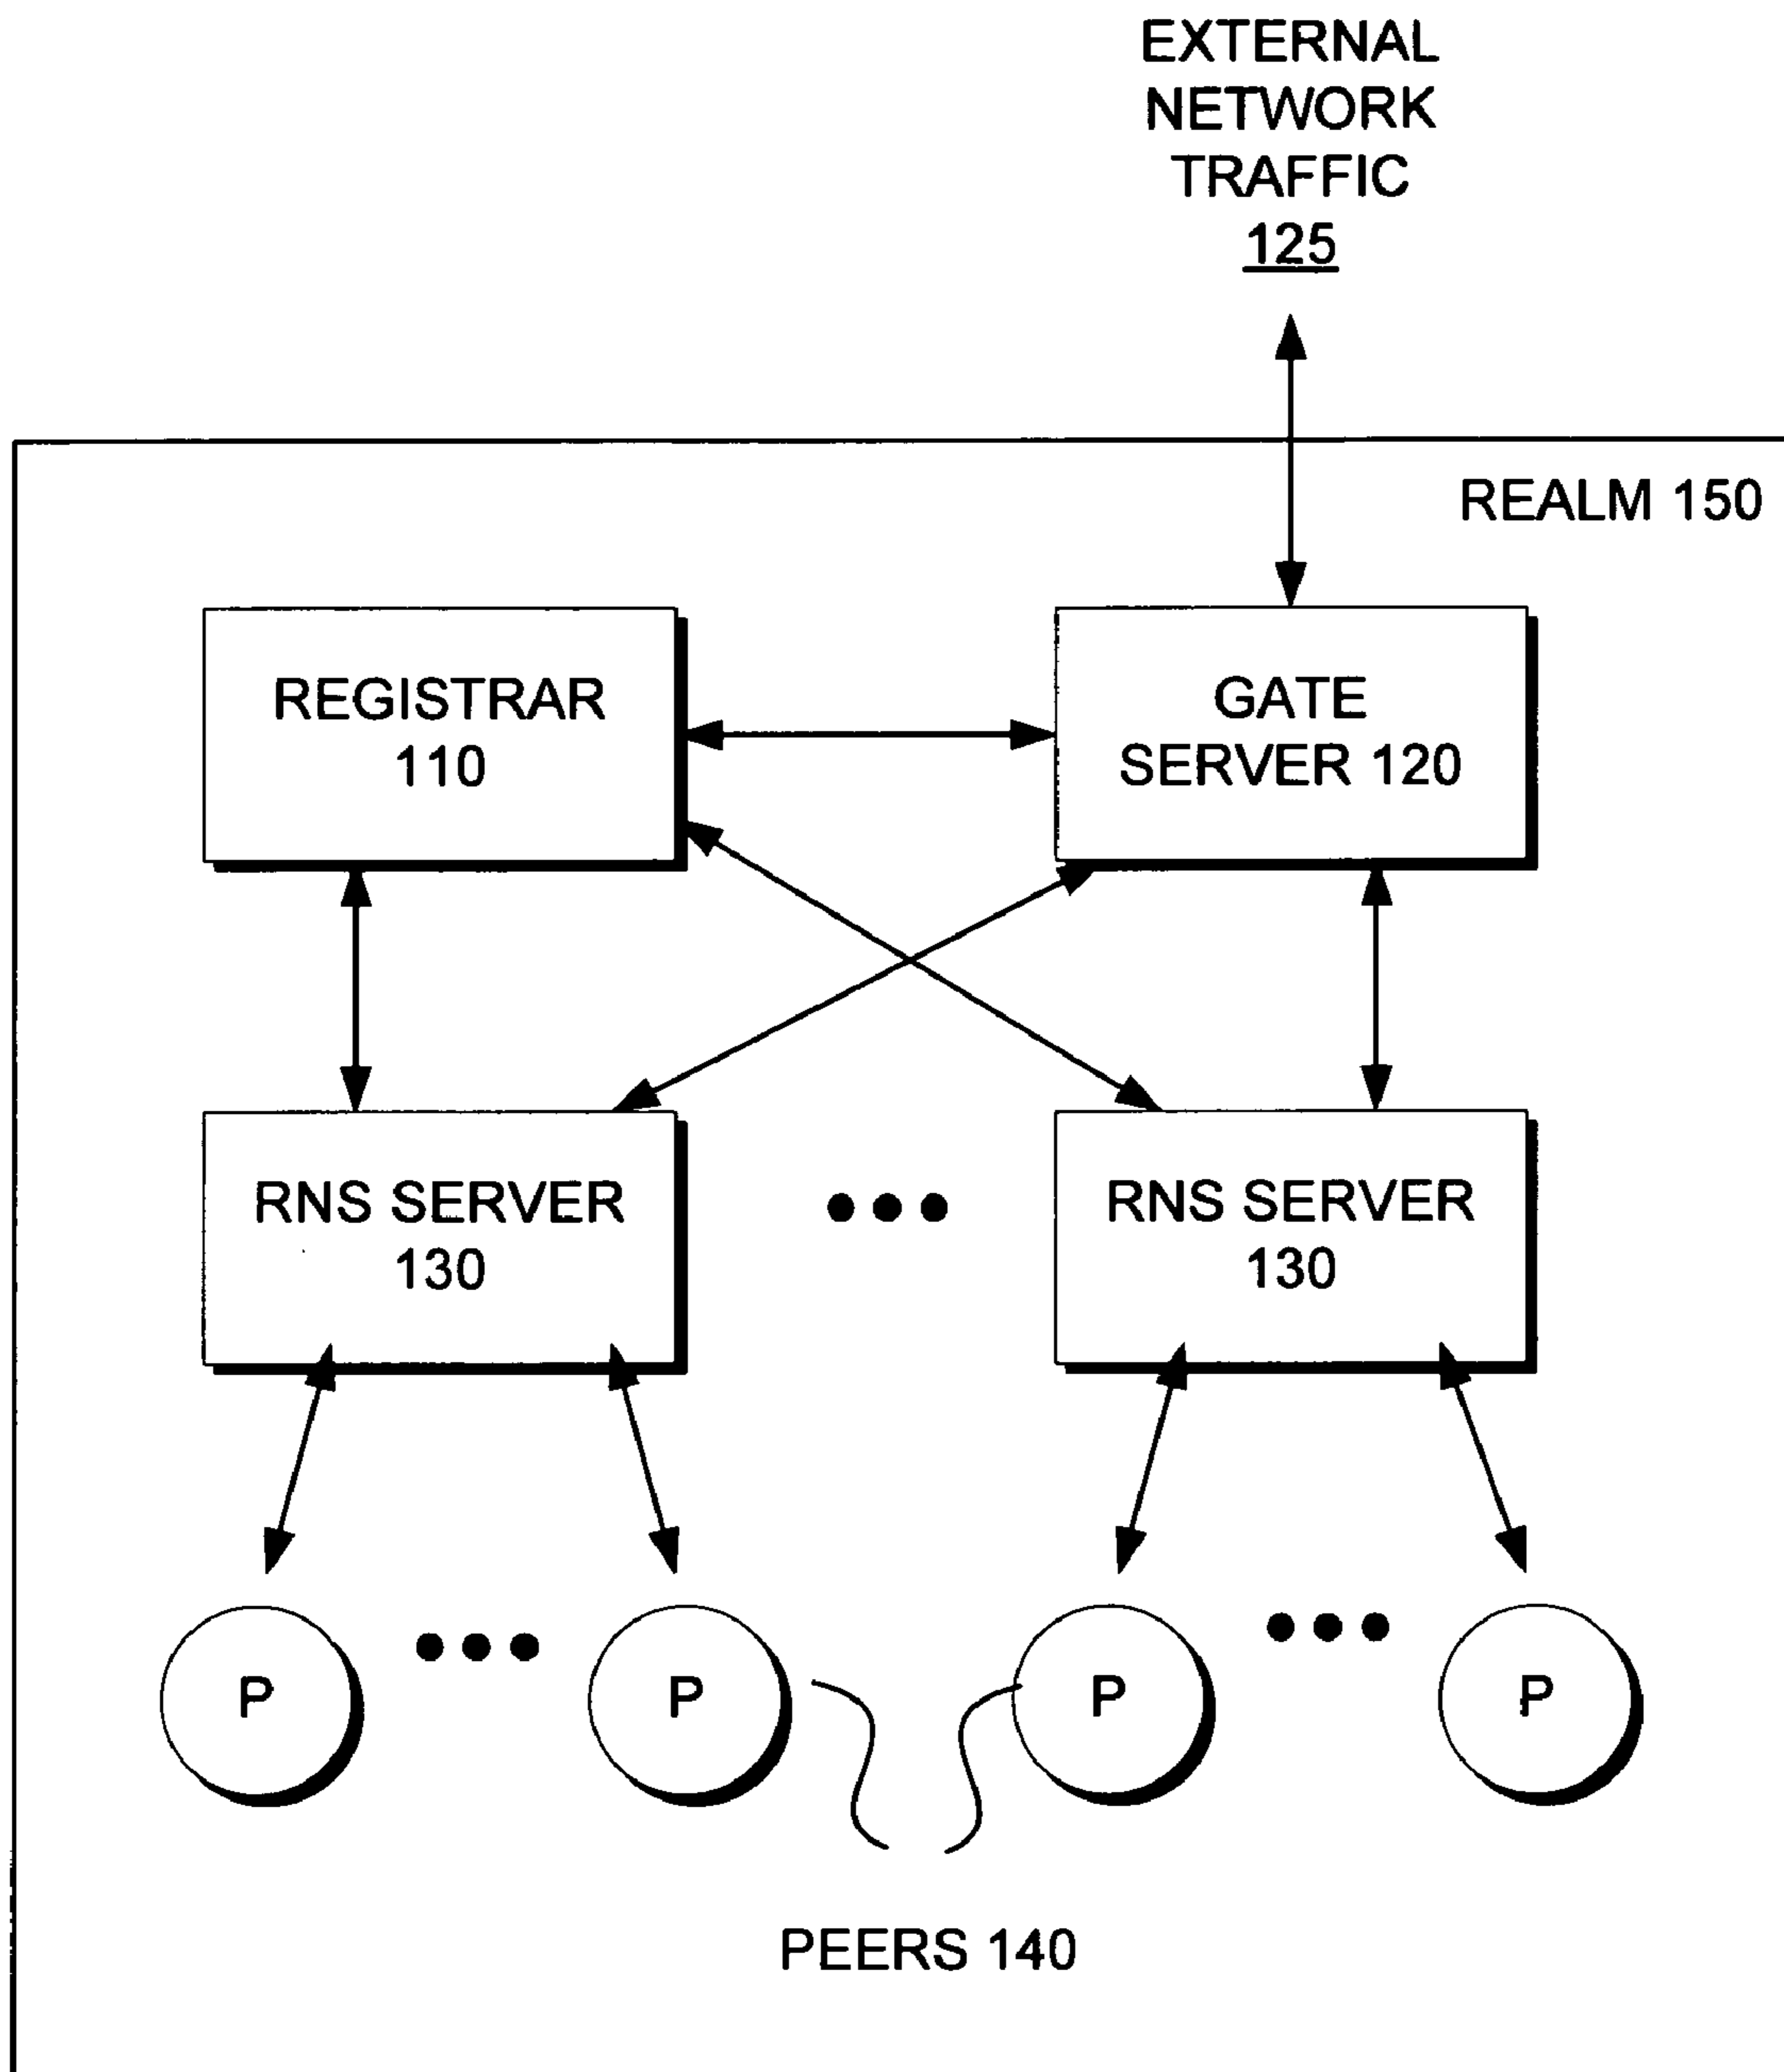 EXTERNAL
NETWORK
TRAFFIC
125
REALM 150
REGISTRAR
110
GATE
SERVER 120
RNS SERVER
130
RNS SERVER
130
P
P
P
P
PEERS 140